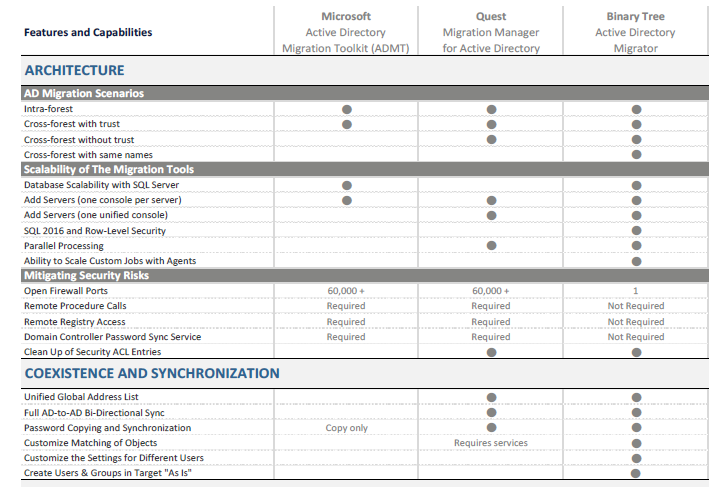 Features and Capabilities
Microsoft
Active Directory
Migration Toolkit (ADMT)
Quest
Migration Manager
for Active Directory
Binary Tree
Active Directory
Migrator
ARCHITECTURE
AD Migration Scenarios
Intra-forest ● ● ●
Cross-forest with trust ● ● ●
Cross-forest without trust ● ●
Cross-forest with same names ●
Scalability of The Migration Tools
Database Scalability with SQL Server ● ●
Add Servers (one console per server) ● ● ●
Add Servers (one unified console) ● ●
SQL 2016 and Row-Level Security ●
Parallel Processing ● ●
Ability to Scale Custom Jobs with Agents ●
Mitigating Security Risks
Open Firewall Ports 60,000 + 60,000 + 1
Remote Procedure Calls Required Required Not Required
Remote Registry Access Required Required Not Required
Domain Controller Password Sync Service Required Required Not Required
Clean Up of Security ACL Entries ● ●
COEXISTENCE AND SYNCHRONIZATION
Unified Global Address List ● ●
Full AD-to-AD Bi-Directional Sync ● ●
Password Copying and Synchronization Copy only ● ●
Customize Matching of Objects Requires services ●
Customize the Settings for Different Users ●
Create Users & Groups in Target "As Is" ●